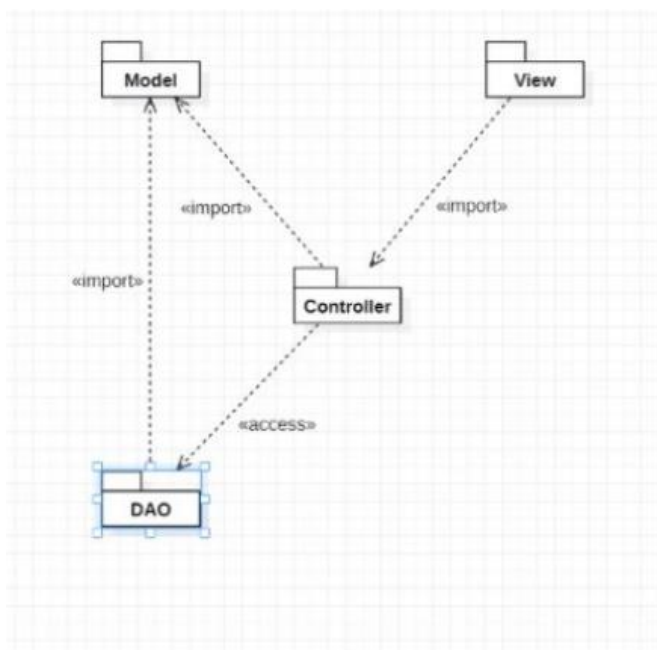 Model
View
«import»
«import»
«import»
Controller
«access»
DAO